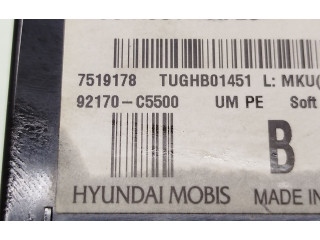 7519178 TUGHB01451 L: MKU(
92170-C5500 UM PE Soft
B
HYUNDAI MOBIS MADE IN